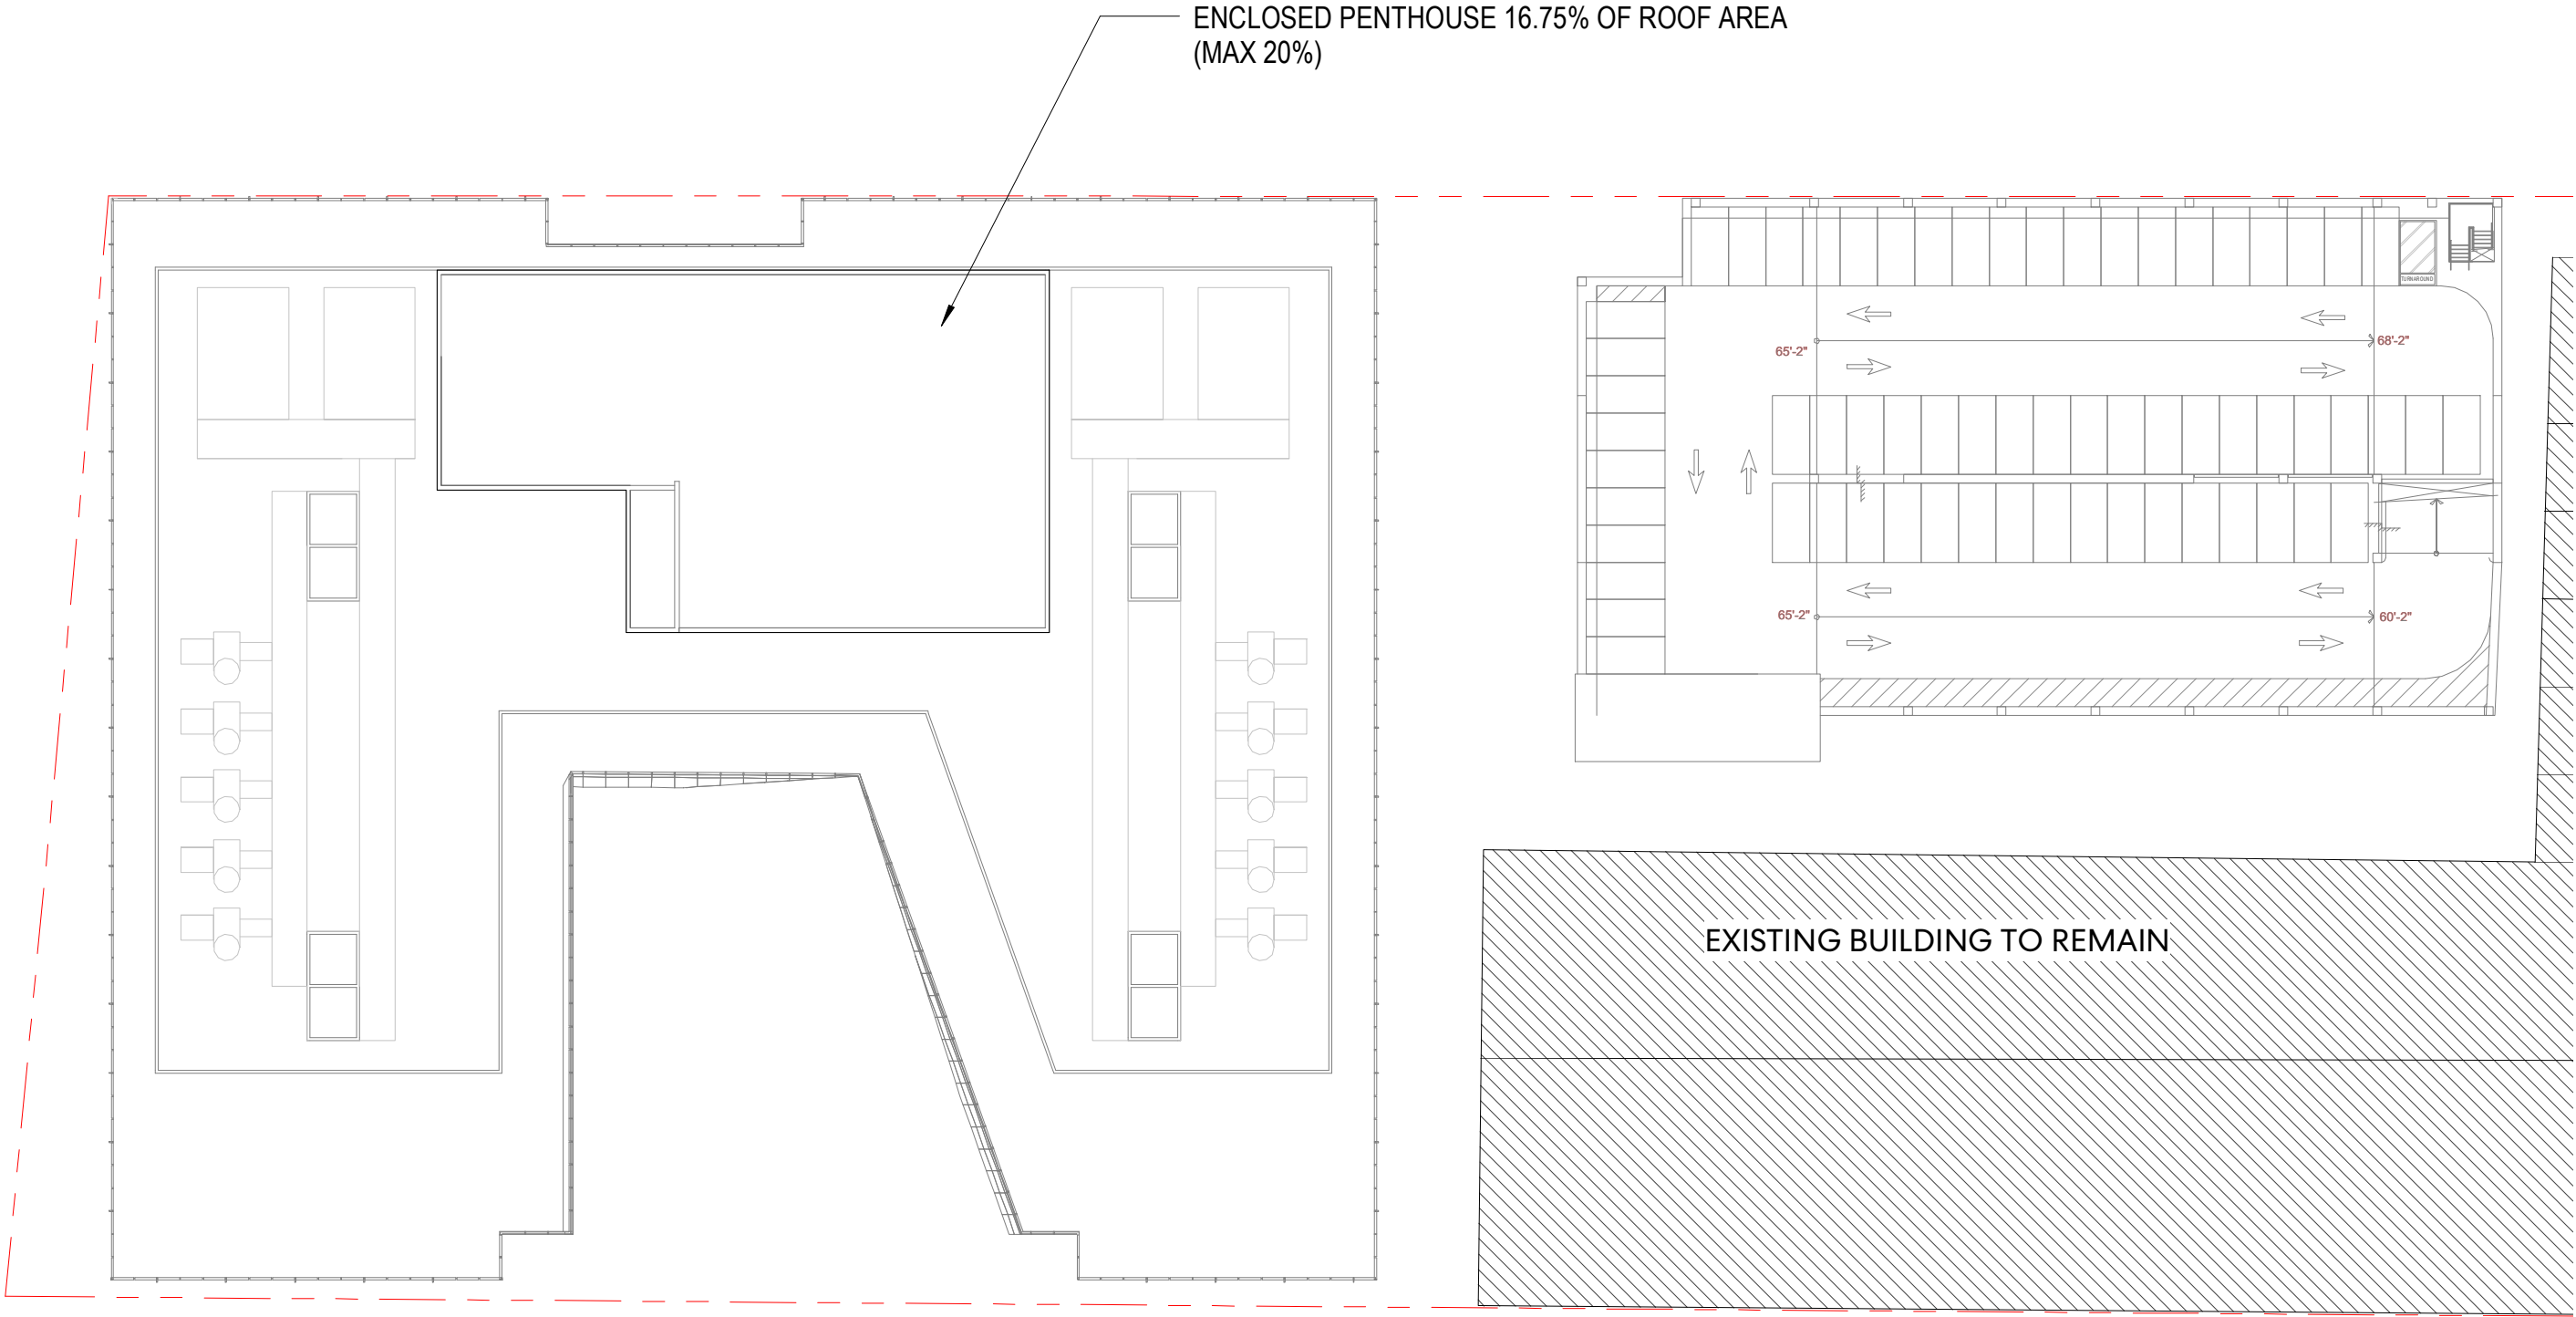 ENCLOSED PENTHOUSE 16.75% OF ROOF AREA
(MAX 20%)
TURNAROUND
65'-2"
68'-2"
65'-2"
60'-2"
EXISTING BUILDING TO REMAIN